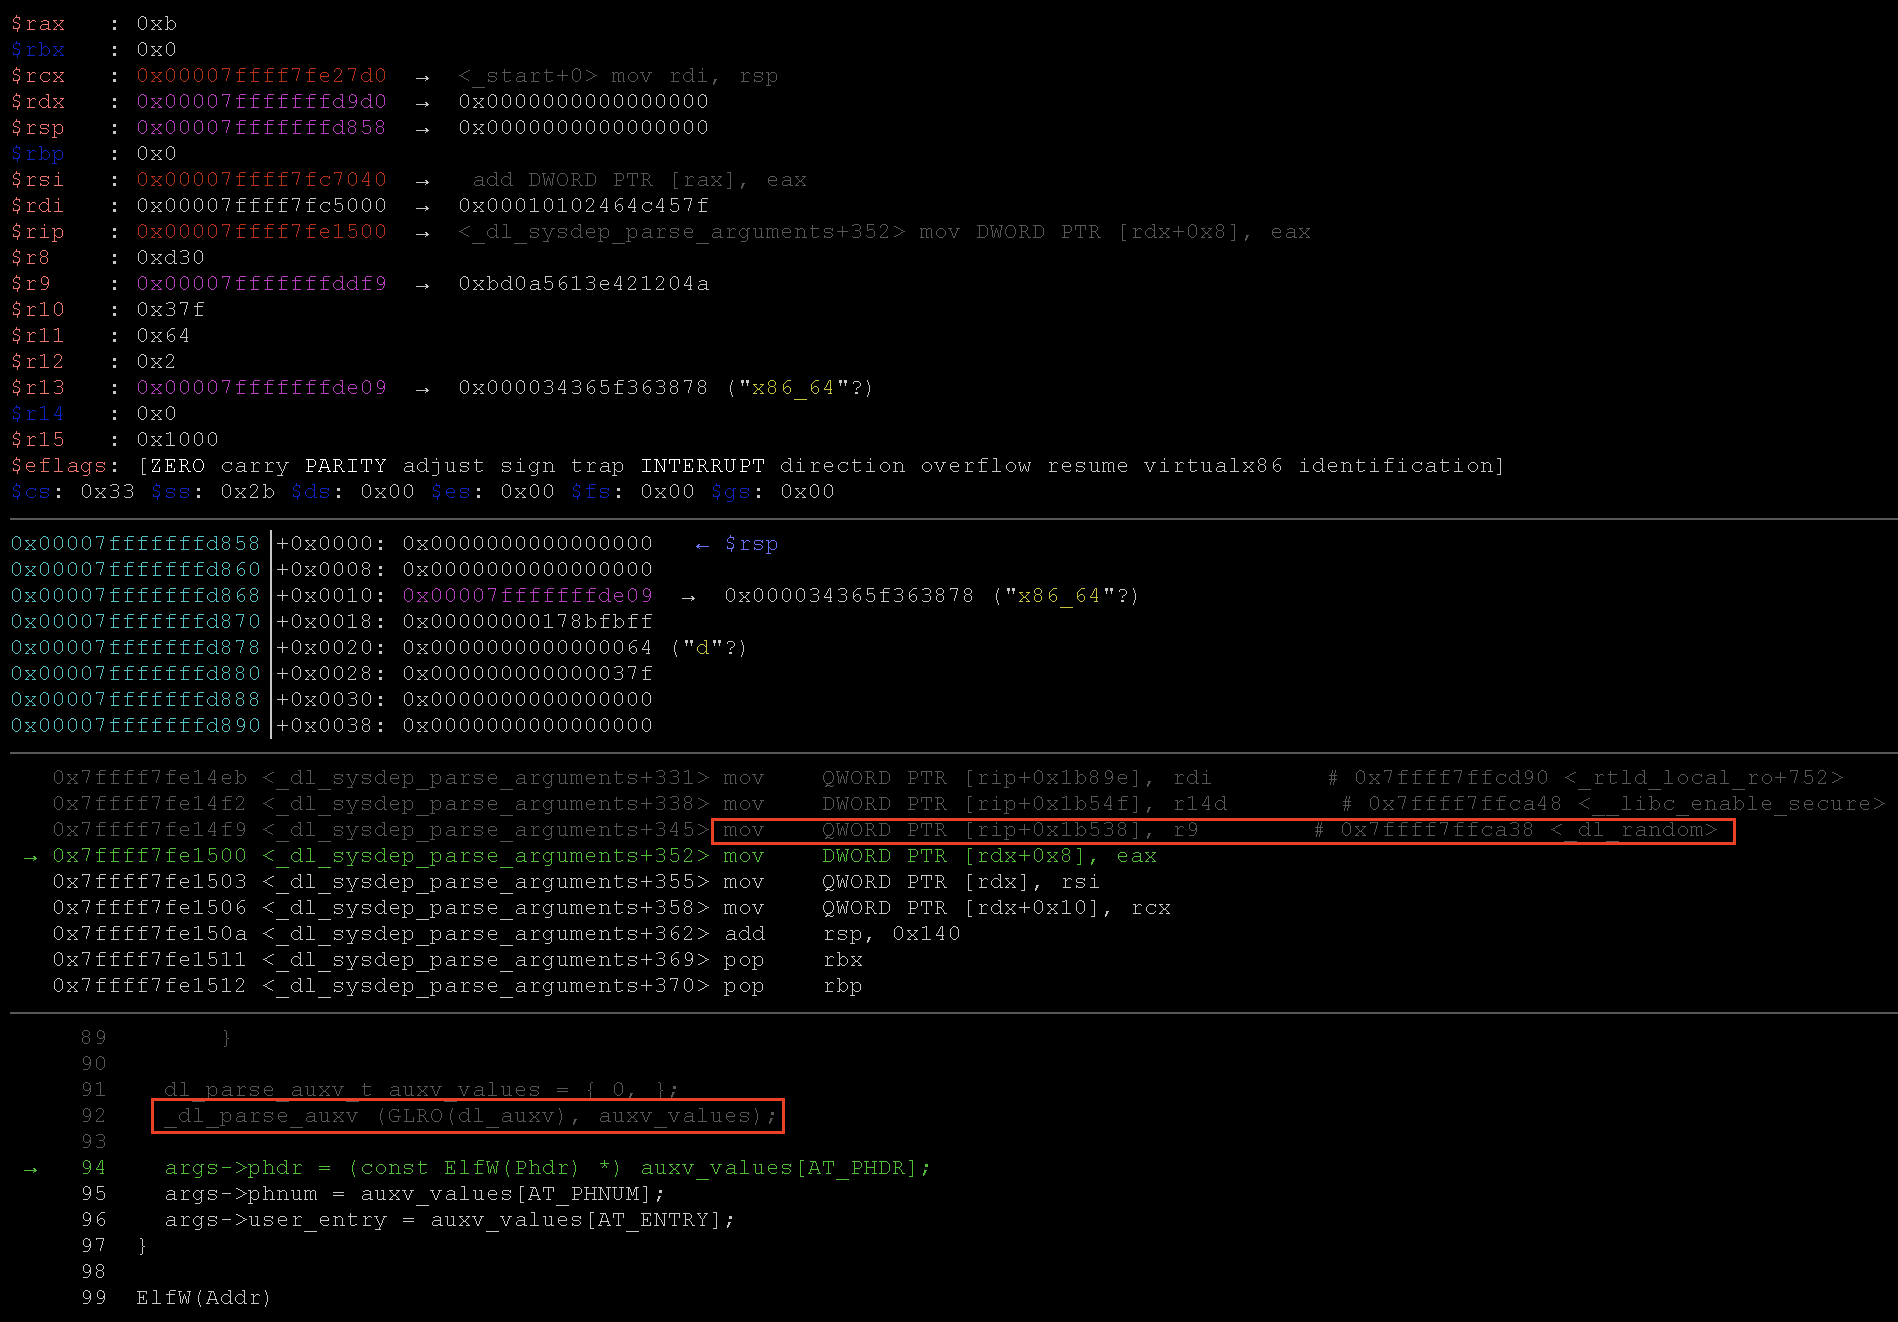 $rax   : 0xb
$rbx   : 0x0
$rcx   : 0x00007ffff7fe27d0  →  <_start+0> mov rdi, rsp
$rdx   : 0x00007fffffffd9d0  →  0x0000000000000000
$rsp   : 0x00007fffffffd858  →  0x0000000000000000
$rbp   : 0x0
$rsi   : 0x00007ffff7fc7040  →   add DWORD PTR [rax], eax
$rdi   : 0x00007ffff7fc5000  →  0x00010102464c457f
$rip   : 0x00007ffff7fe1500  →  <_dl_sysdep_parse_arguments+352> mov DWORD PTR [rdx+0x8], eax
$r8    : 0xd30
$r9    : 0x00007fffffffddf9  →  0xbd0a5613e421204a
$r10   : 0x37f
$r11   : 0x64
$r12   : 0x2
$r13   : 0x00007fffffffde09  →  0x000034365f363878 ("x86_64"?)
$r14   : 0x0
$r15   : 0x1000
$eflags: [ZERO carry PARITY adjust sign trap INTERRUPT direction overflow resume virtualx86 identification]
$cs: 0x33 $ss: 0x2b $ds: 0x00 $es: 0x00 $fs: 0x00 $gs: 0x00
0x00007fffffffd858│+0x0000: 0x0000000000000000   ← $rsp
0x00007fffffffd860│+0x0008: 0x0000000000000000
0x00007fffffffd868│+0x0010: 0x00007fffffffde09  →  0x000034365f363878 ("x86_64"?)
0x00007fffffffd870│+0x0018: 0x00000000178bfbff
0x00007fffffffd878│+0x0020: 0x0000000000000064 ("d"?)
0x00007fffffffd880│+0x0028: 0x000000000000037f
0x00007fffffffd888│+0x0030: 0x0000000000000000
0x00007fffffffd890│+0x0038: 0x0000000000000000
0x7ffff7fe14eb <_dl_sysdep_parse_arguments+331> mov    QWORD PTR [rip+0x1b89e], rdi        # 0x7ffff7ffcd90 <_rtld_local_ro+752>
0x7ffff7fe14f2 <_dl_sysdep_parse_arguments+338> mov    DWORD PTR [rip+0x1b54f], r14d        # 0x7ffff7ffca48 <__libc_enable_secure>
0x7ffff7fe14f9 <_dl_sysdep_parse_arguments+345> mov    QWORD PTR [rip+0x1b538], r9        # 0x7ffff7ffca38 <_dl_random>
→ 0x7ffff7fe1500 <_dl_sysdep_parse_arguments+352> mov    DWORD PTR [rdx+0x8], eax
0x7ffff7fe1503 <_dl_sysdep_parse_arguments+355> mov    QWORD PTR [rdx], rsi
0x7ffff7fe1506 <_dl_sysdep_parse_arguments+358> mov    QWORD PTR [rdx+0x10], rcx
0x7ffff7fe150a <_dl_sysdep_parse_arguments+362> add    rsp, 0x140
0x7ffff7fe1511 <_dl_sysdep_parse_arguments+369> pop    rbx
0x7ffff7fe1512 <_dl_sysdep_parse_arguments+370> pop    rbp
89        }
90
91    dl_parse_auxv_t auxv_values = { 0, };
92    _dl_parse_auxv (GLRO(dl_auxv), auxv_values);
93
→ 94    args->phdr = (const ElfW(Phdr) *) auxv_values[AT_PHDR];
95    args->phnum = auxv_values[AT_PHNUM];
96    args->user_entry = auxv_values[AT_ENTRY];
97  }
98
99  ElfW(Addr)